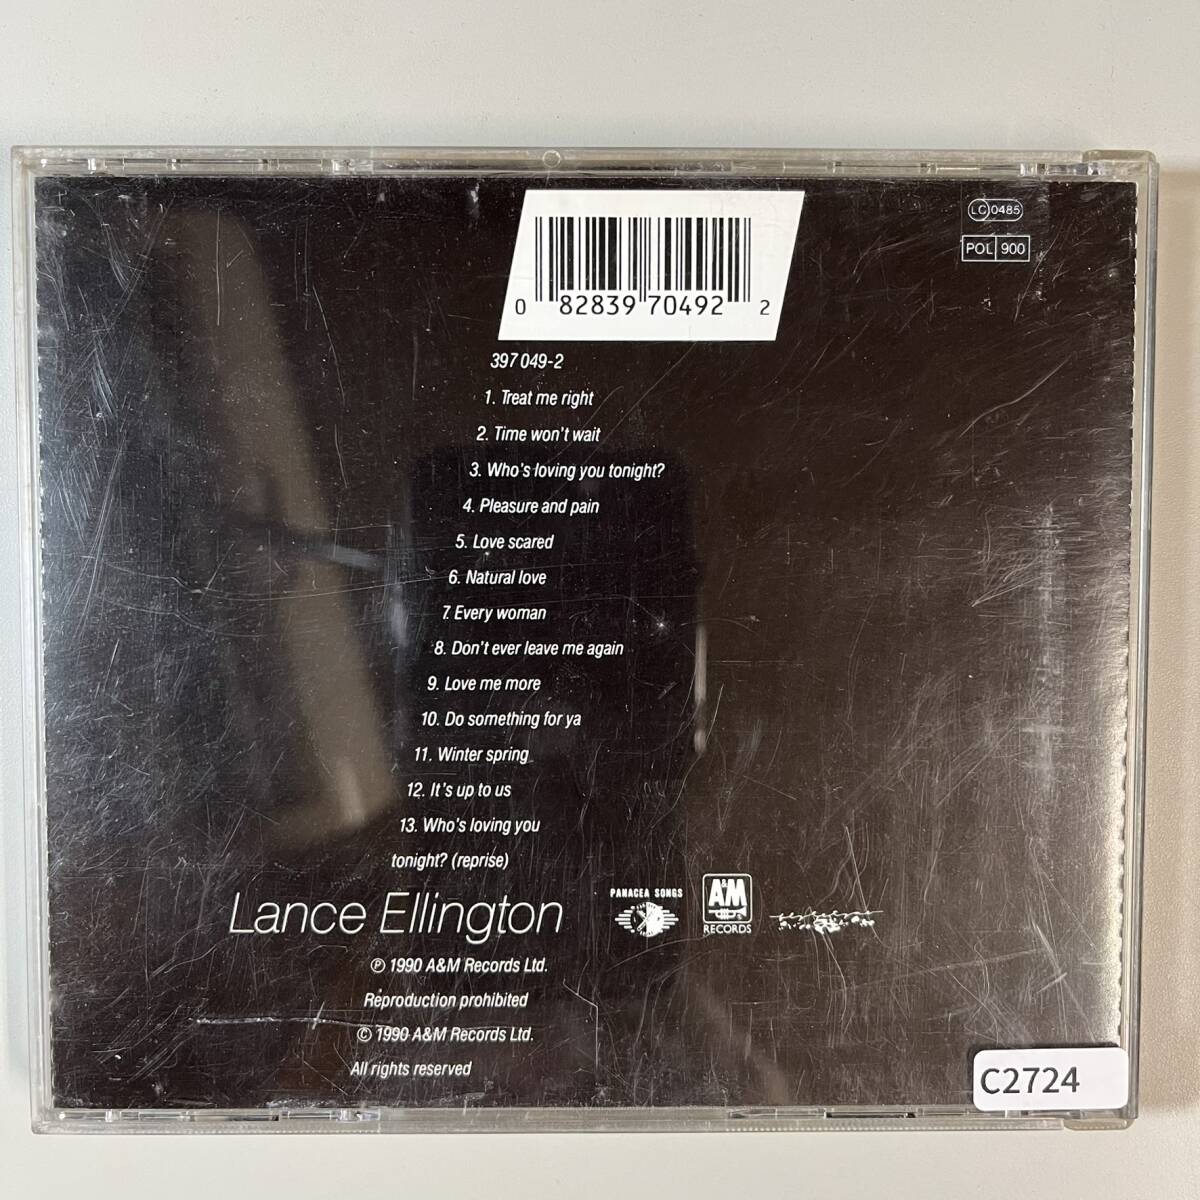 LC 0485
POL 900
0 82839 70492 2
397 049-2
1. Treat me right
2. Time won't wait
3. Who's loving you tonight?
4. Pleasure and pain
5. Love scared
6. Natural love
7. Every woman
8. Don't ever leave me again
9. Love me more
10. Do something for ya
11. Winter spring
12. It's up to us
13. Who's loving you
tonight? (reprise)
Lance Ellington
PANACEA SONGS
A&M
RECORDS
℗ 1990 A&M Records Ltd.
Reproduction prohibited
© 1990 A&M Records Ltd.
All rights reserved
C2724